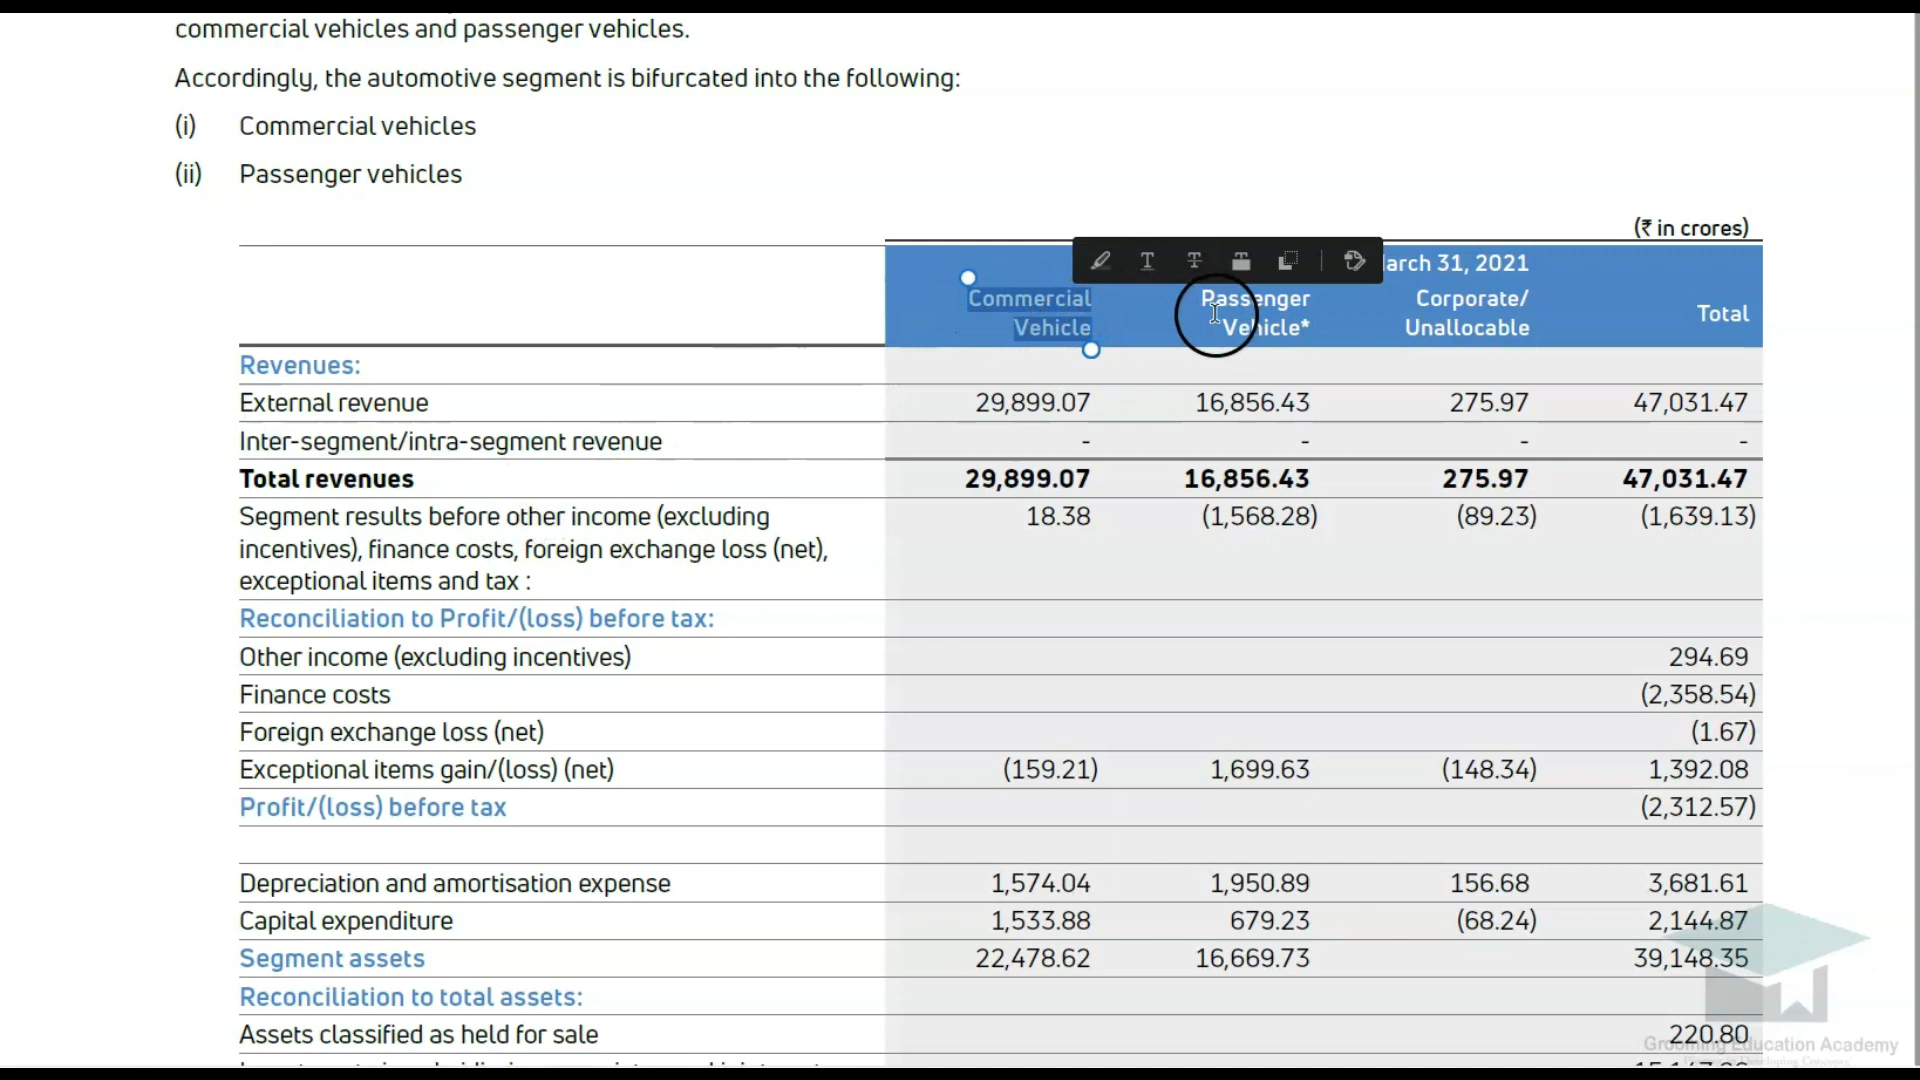 commercial vehicles and passenger vehicles.
Accordingly, the automotive segment is bifurcated into the following:
(i) Commercial vehicles
(ii) Passenger vehicles
(₹ in crores)
arch 31, 2021
Commercial Vehicle Passenger Vehicle* Corporate/ Unallocable Total
Revenues:
External revenue 29,899.07 16,856.43 275.97 47,031.47
Inter-segment/intra-segment revenue - - - -
Total revenues 29,899.07 16,856.43 275.97 47,031.47
Segment results before other income (excluding 18.38 (1,568.28) (89.23) (1,639.13)
incentives), finance costs, foreign exchange loss (net),
exceptional items and tax :
Reconciliation to Profit/(loss) before tax:
Other income (excluding incentives) 294.69
Finance costs (2,358.54)
Foreign exchange loss (net) (1.67)
Exceptional items gain/(loss) (net) (159.21) 1,699.63 (148.34) 1,392.08
Profit/(loss) before tax (2,312.57)
Depreciation and amortisation expense 1,574.04 1,950.89 156.68 3,681.61
Capital expenditure 1,533.88 679.23 (68.24) 2,144.87
Segment assets 22,478.62 16,669.73 39,148.35
Reconciliation to total assets:
Assets classified as held for sale 220.80
Grooming Education Academy